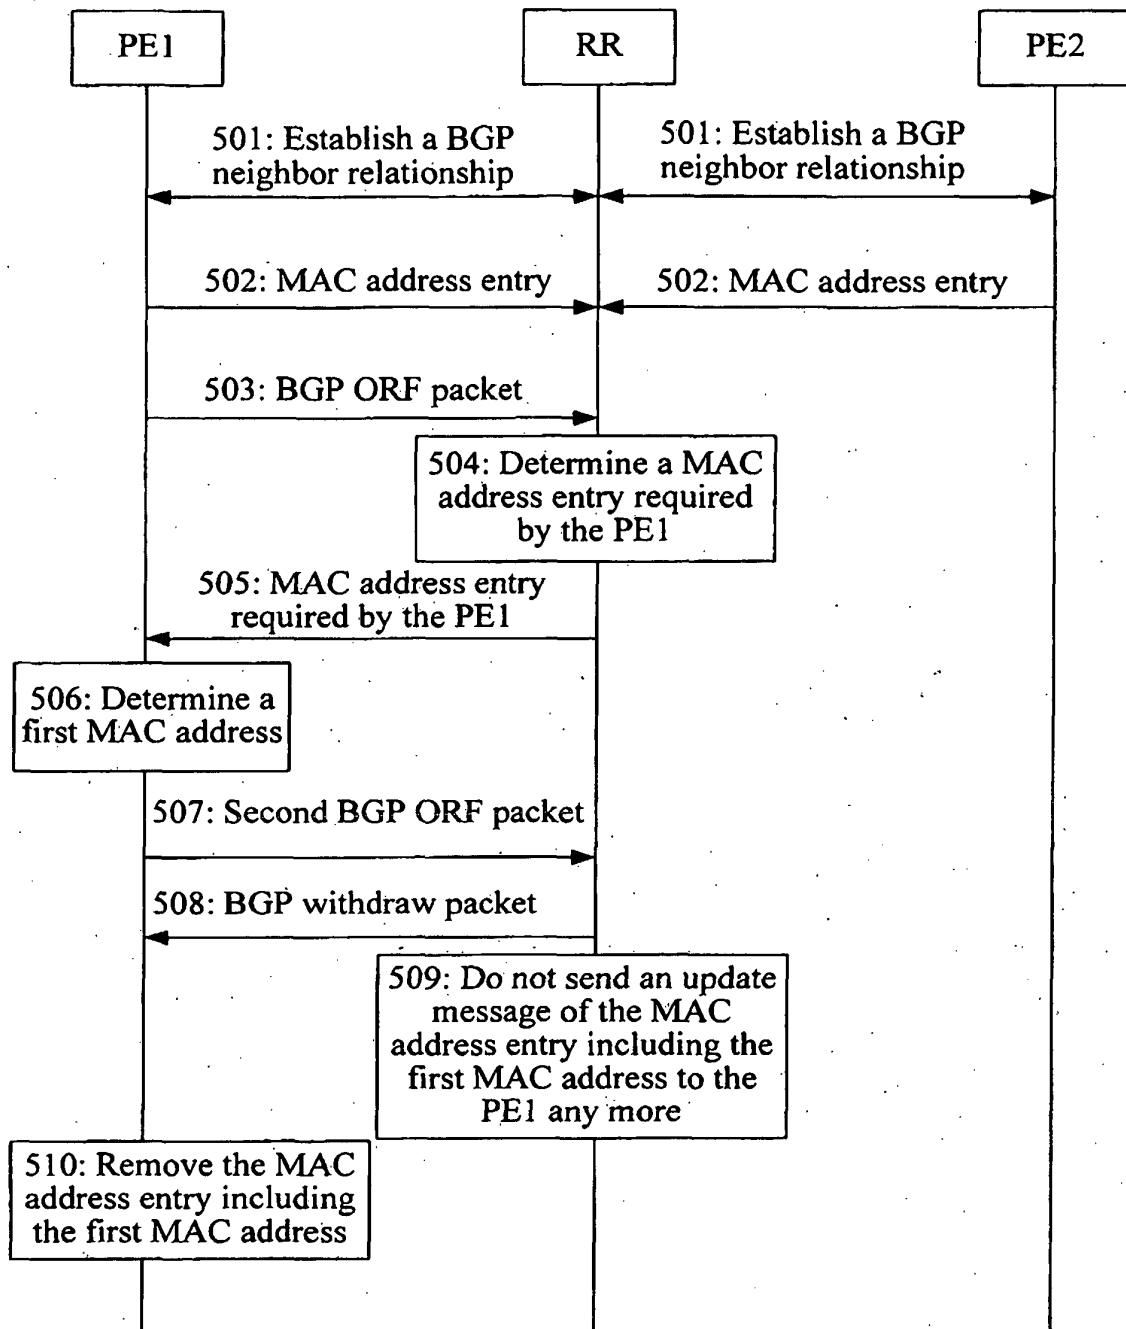 PE1
RR
PE2
501: Establish a BGP
neighbor relationship
501: Establish a BGP
neighbor relationship
502: MAC address entry
502: MAC address entry
503: BGP ORF packet
504: Determine a MAC
address entry required
by the PE1
505: MAC address entry
required by the PE1
506: Determine a
first MAC address
507: Second BGP ORF packet
508: BGP withdraw packet
509: Do not send an update
message of the MAC
address entry including the
first MAC address to the
PE1 any more
510: Remove the MAC
address entry including
the first MAC address